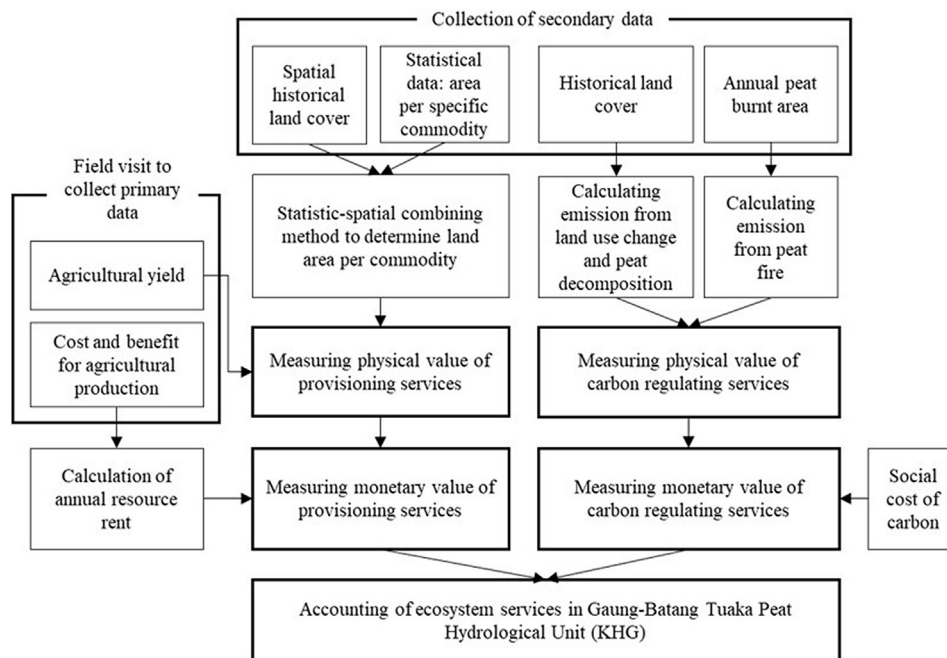 Collection of secondary data
Spatial
historical
land cover
Statistical
data: area
per specific
commodity
Historical land
cover
Annual peat
burnt area
Field visit to
collect primary
data
Agricultural yield
Cost and benefit
for agricultural
production
Statistic-spatial combining
method to determine land
area per commodity
Calculating
emission from
land use change
and peat
decomposition
Calculating
emission
from peat
fire
Measuring physical value of
provisioning services
Measuring physical value of
carbon regulating services
Calculation of
annual resource
rent
Measuring monetary value of
provisioning services
Measuring monetary value of
carbon regulating services
Social
cost of
carbon
Accounting of ecosystem services in Gaung-Batang Tuaka Peat
Hydrological Unit (KHG)